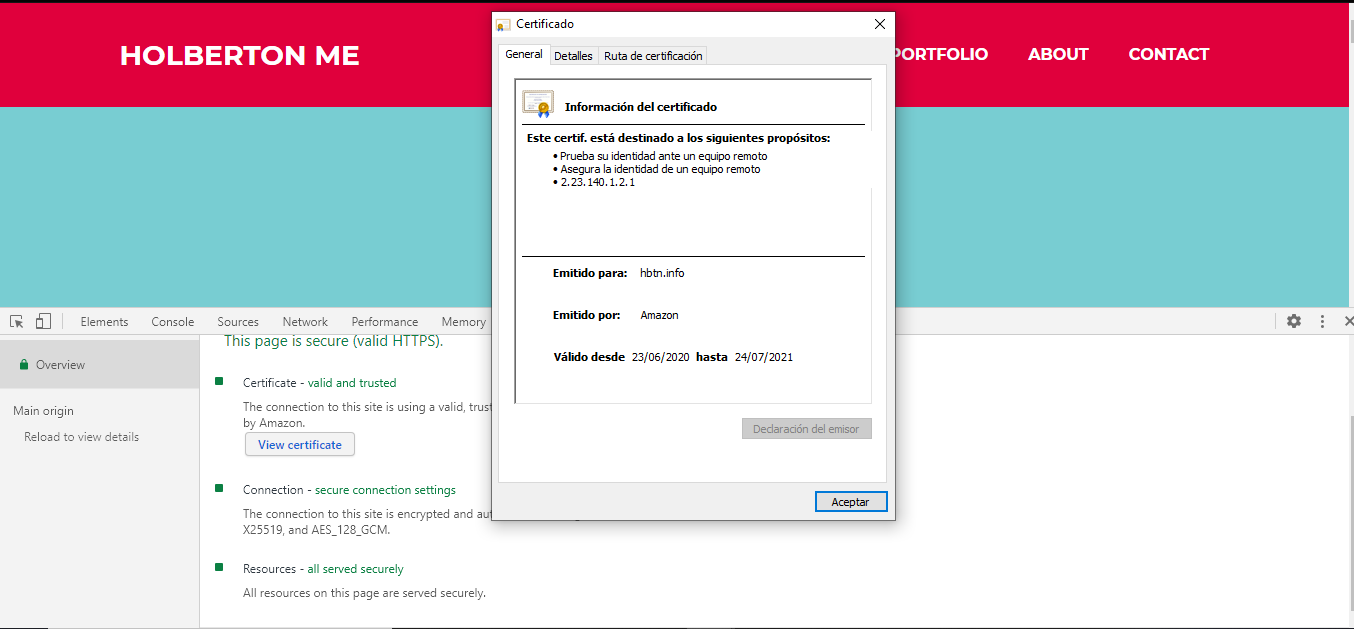 HOLBERTON ME
PORTFOLIO ABOUT CONTACT
Certificado
General Detalles Ruta de certificación
Información del certificado
Este certif. está destinado a los siguientes propósitos:
• Prueba su identidad ante un equipo remoto
• Asegura la identidad de un equipo remoto
• 2.23.140.1.2.1
Emitido para: hbtn.info
Emitido por: Amazon
Válido desde 23/06/2020 hasta 24/07/2021
Declaración del emisor
Aceptar
Elements Console Sources Network Performance Memory
Overview
Main origin
Reload to view details
This page is secure (valid HTTPS).
Certificate - valid and trusted
The connection to this site is using a valid,
by Amazon.
View certificate
Connection - secure connection settings
The connection to this site is encrypted and
X25519, and AES_128_GCM.
Resources - all served securely
All resources on this page are served securely.